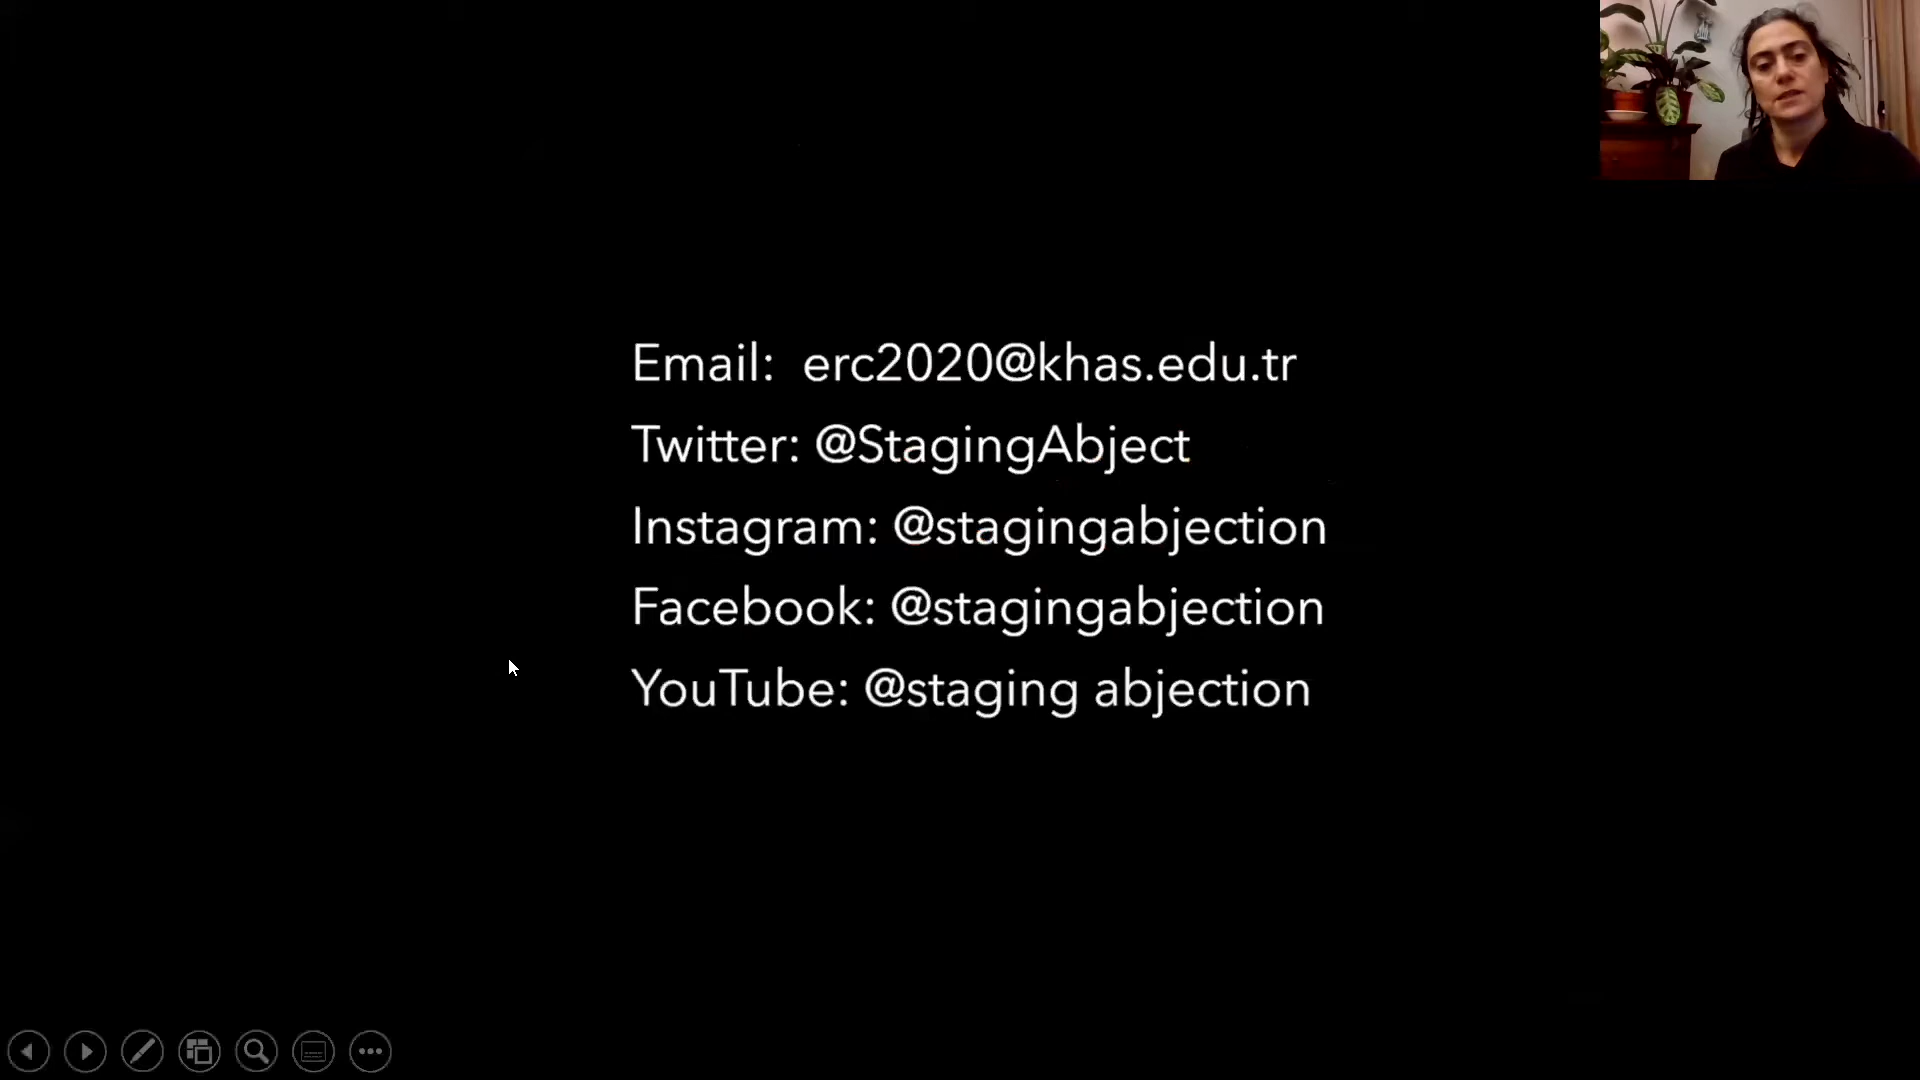 Email: erc2020@khas.edu.tr
Twitter: @StagingAbject
Instagram: @stagingabjection
Facebook: @stagingabjection
YouTube: @staging abjection